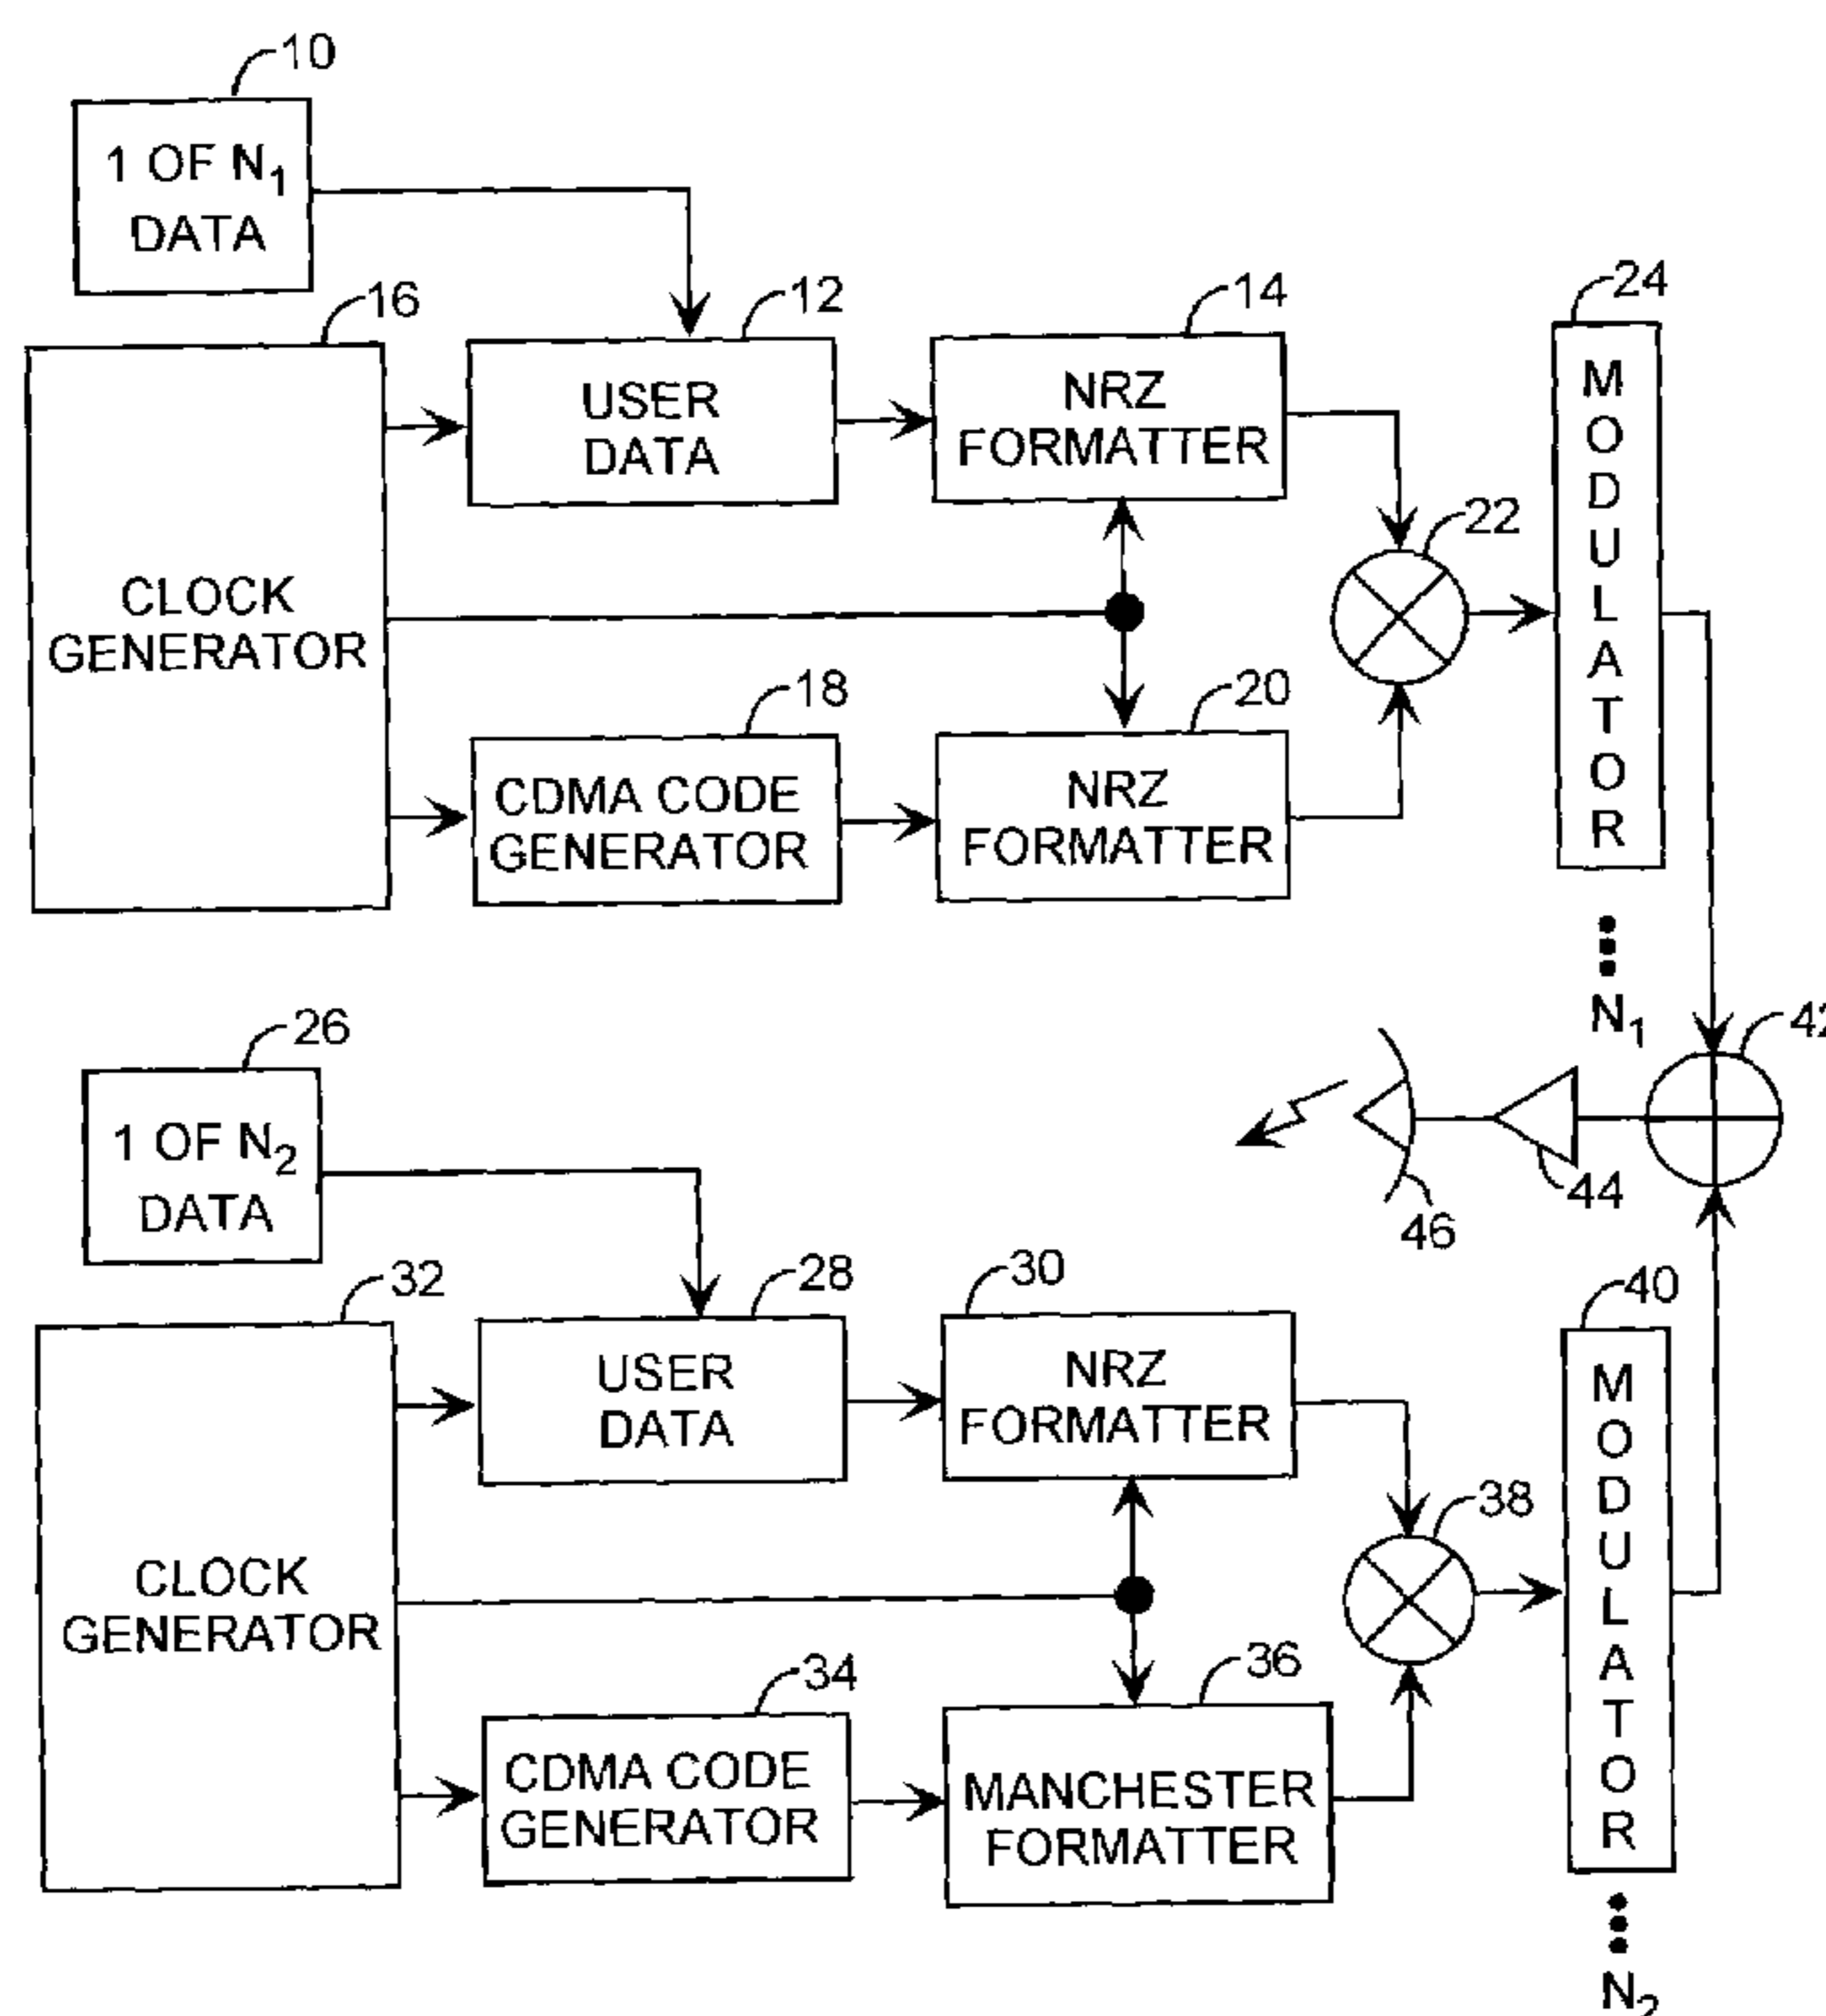 10
1 OF N₁
DATA
16
12
14
24
USER
DATA
NRZ
FORMATTER
MODULATOR
22
CLOCK
GENERATOR
18
20
CDMA CODE
GENERATOR
NRZ
FORMATTER
N₁
26
42
1 OF N₂
DATA
44
46
32
28
30
40
USER
DATA
NRZ
FORMATTER
MODULATOR
38
CLOCK
GENERATOR
34
36
CDMA CODE
GENERATOR
MANCHESTER
FORMATTER
N₂